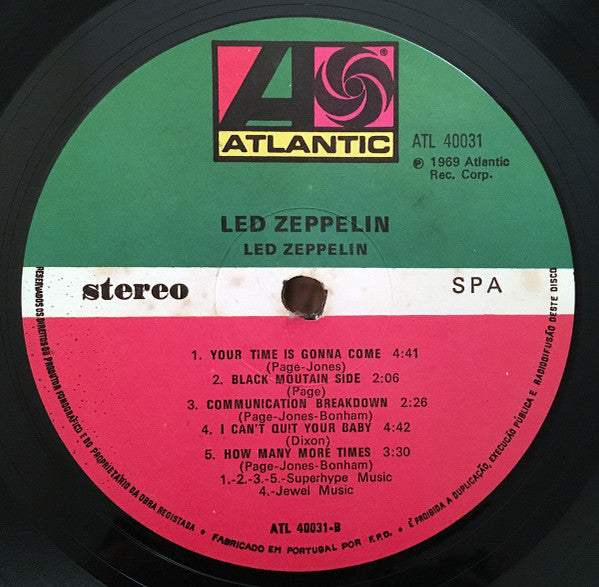 ATLANTIC
®
ATL 40031
℗ 1969 Atlantic
Rec. Corp.
LED ZEPPELIN
LED ZEPPELIN
stereo
SPA
1. YOUR TIME IS GONNA COME 4:41
(Page-Jones)
2. BLACK MOUTAIN SIDE 2:06
(Page)
3. COMMUNICATION BREAKDOWN 2:26
(Page-Jones-Bonham)
4. I CAN'T QUIT YOUR BABY 4:42
(Dixon)
5. HOW MANY MORE TIMES 3:30
(Page-Jones-Bonham)
1.-2.-3.-5.-Superhype Music
4.-Jewel Music
ATL 40031-B
RESERVADOS OS DIREITOS DO PRODUTOR FONOGRÁFICO E DO PROPRIETÁRIO DA OBRA REGISTADA • FABRICADO EM PORTUGAL POR F.P.D. • É PROIBIDA A DUPLICAÇÃO, EXECUÇÃO PÚBLICA E RADIODIFUSÃO DESTE DISCO